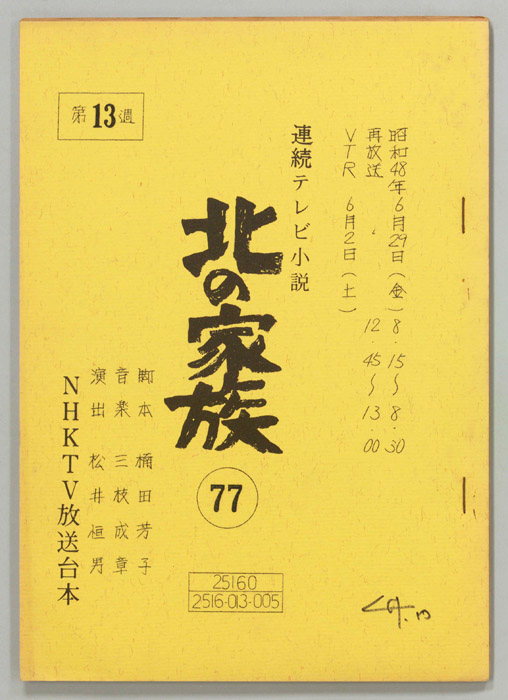 第13週
昭和48年6月29日(金) 8・15〜8・30
再放送 〃 12・45〜13・00
VTR 6月2日(土)
連続テレビ小説
北の家族
77
脚本 楠田芳子
音楽 三枝成章
演出 松井恒男
NHKTV放送台本
25160
2516-013-005